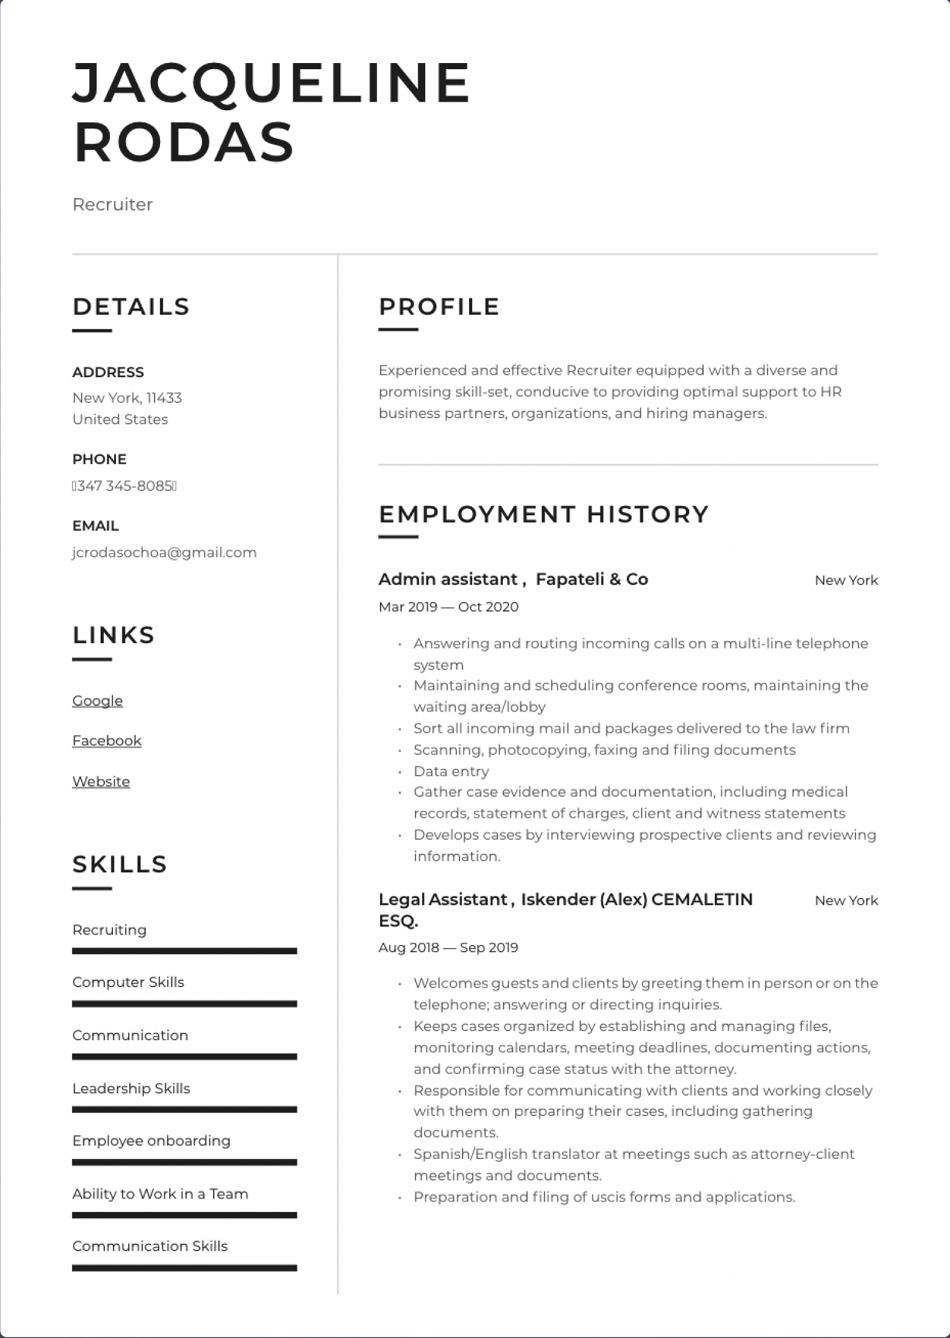 JACQUELINE
RODAS
Recruiter
DETAILS
ADDRESS
New York, 11433
United States
PHONE
347 345-8085
EMAIL
jcrodasochoa@gmail.com
LINKS
Google
Facebook
Website
SKILLS
Recruiting
Computer Skills
Communication
Leadership Skills
Employee onboarding
Ability to Work in a Team
Communication Skills
PROFILE
Experienced and effective Recruiter equipped with a diverse and
promising skill-set, conducive to providing optimal support to HR
business partners, organizations, and hiring managers.
EMPLOYMENT HISTORY
Admin assistant , Fapateli & Co New York
Mar 2019 — Oct 2020
• Answering and routing incoming calls on a multi-line telephone
system
• Maintaining and scheduling conference rooms, maintaining the
waiting area/lobby
• Sort all incoming mail and packages delivered to the law firm
• Scanning, photocopying, faxing and filing documents
• Data entry
• Gather case evidence and documentation, including medical
records, statement of charges, client and witness statements
• Develops cases by interviewing prospective clients and reviewing
information.
Legal Assistant , Iskender (Alex) CEMALETIN New York
ESQ.
Aug 2018 — Sep 2019
• Welcomes guests and clients by greeting them in person or on the
telephone; answering or directing inquiries.
• Keeps cases organized by establishing and managing files,
monitoring calendars, meeting deadlines, documenting actions,
and confirming case status with the attorney.
• Responsible for communicating with clients and working closely
with them on preparing their cases, including gathering
documents.
• Spanish/English translator at meetings such as attorney-client
meetings and documents.
• Preparation and filing of uscis forms and applications.